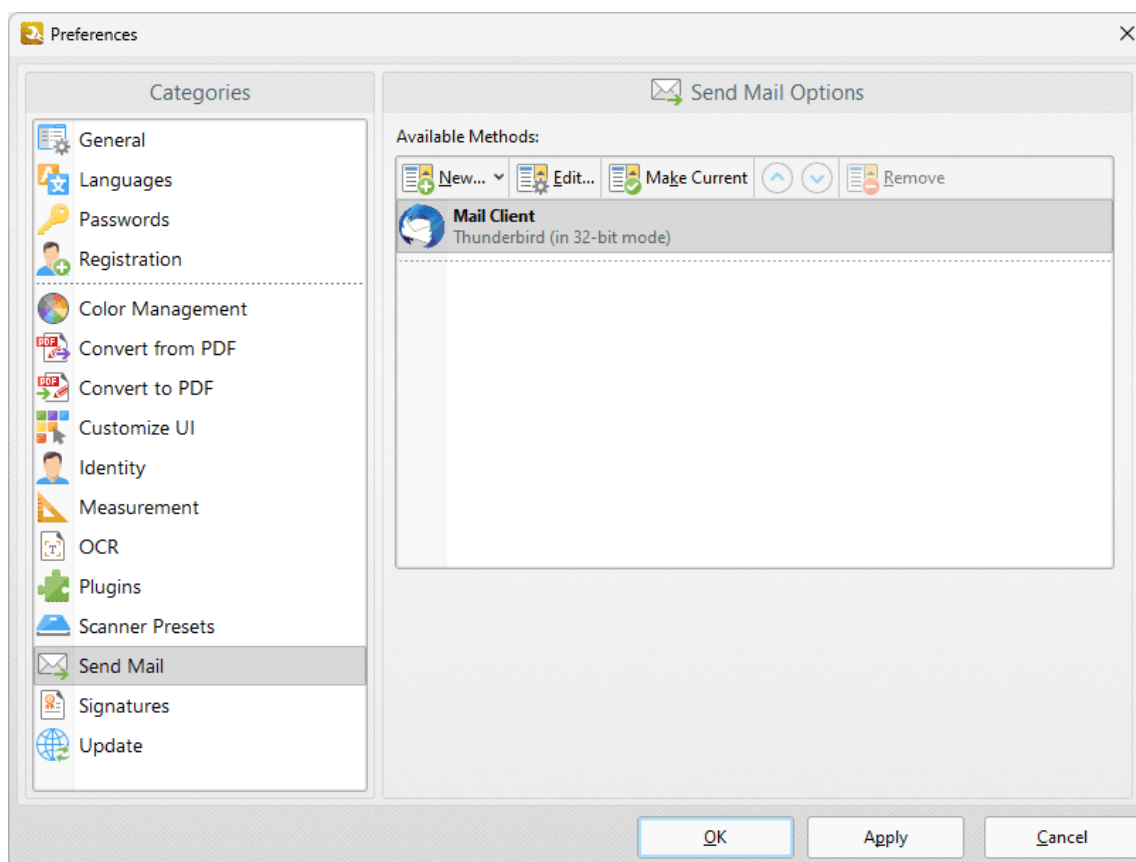 Preferences
Categories
General
Languages
Passwords
Registration
Color Management
Convert from PDF
Convert to PDF
Customize UI
Identity
Measurement
OCR
Plugins
Scanner Presets
Send Mail
Signatures
Update
Send Mail Options
Available Methods:
New... Edit... Make Current Remove
Mail Client
Thunderbird (in 32-bit mode)
OK Apply Cancel